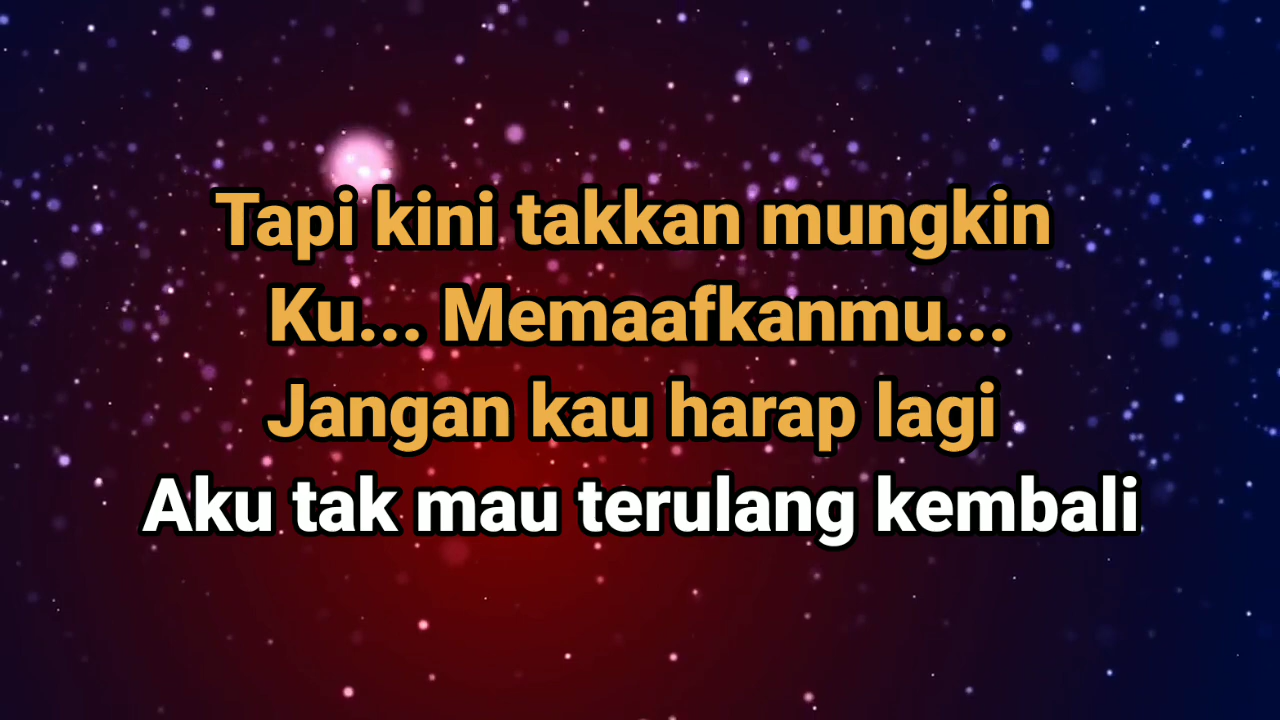 Tapi kini takkan mungkin
Ku... Memaafkanmu...
Jangan kau harap lagi
Aku tak mau terulang kembali